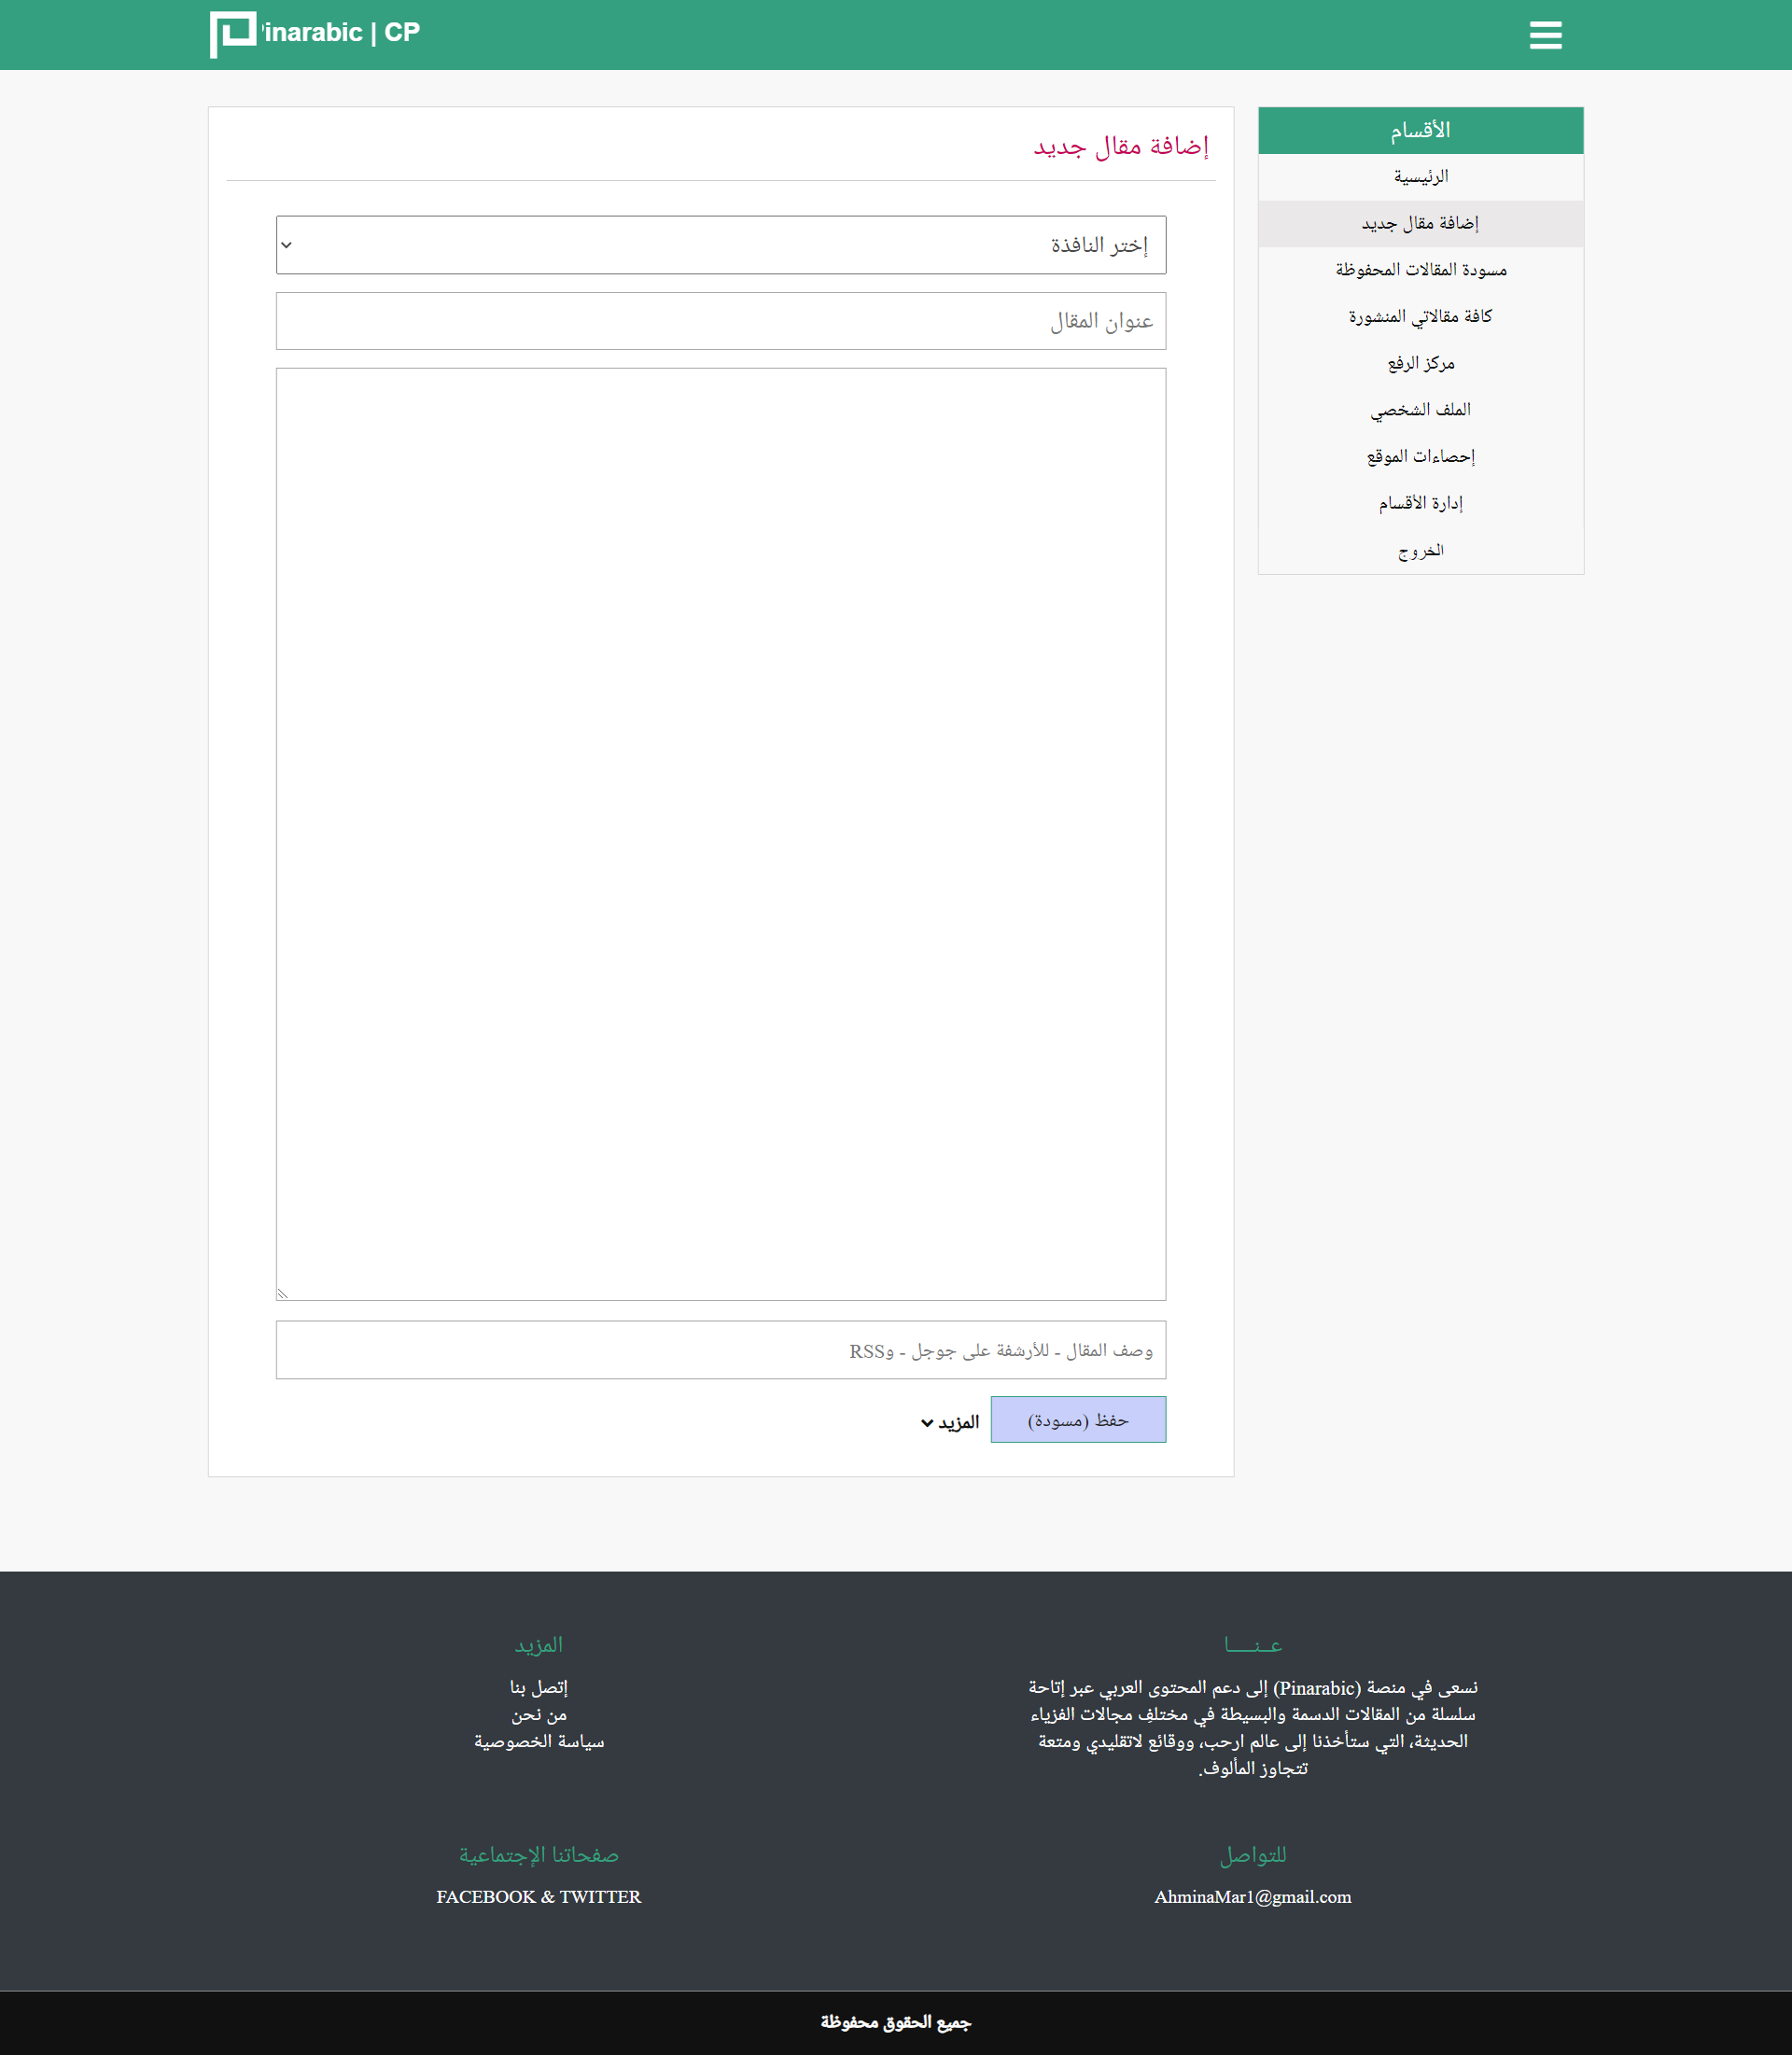 Pinarabic | CP
الأقسام
الرئيسية
إضافة مقال جديد
مسودة المقالات المحفوظة
كافة مقالاتي المنشورة
مركز الرفع
الملف الشخصي
إحصاءات الموقع
إدارة الأقسام
الخروج
إضافة مقال جديد
إختر النافذة
عنوان المقال
وصف المقال - للأرشفة على جوجل - وRSS
حفظ (مسودة) المزيد
عـنــــا
نسعى في منصة (Pinarabic) إلى دعم المحتوى العربي عبر إتاحة
سلسلة من المقالات الدسمة والبسيطة في مختلفِ مجالات الفزياء
الحديثة، التي ستأخذنا إلى عالم ارحب، ووقائع لاتقليدي ومتعة
تتجاوز المألوف.
المزيد
إتصل بنا
من نحن
سياسة الخصوصية
للتواصل
AhminaMar1@gmail.com
صفحاتنا الإجتماعية
FACEBOOK & TWITTER
جميع الحقوق محفوظة